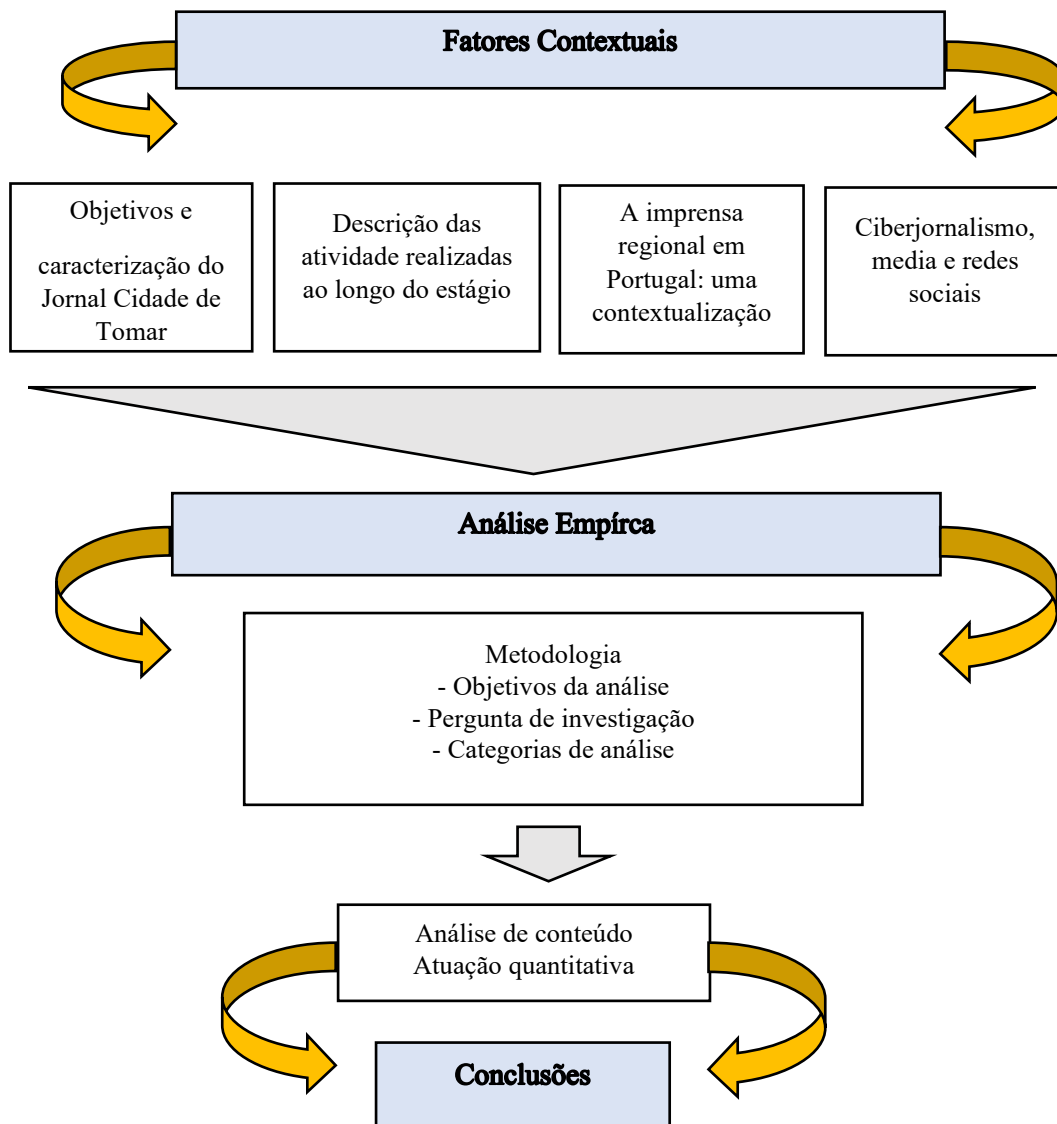 Fatores Contextuais
Objetivos e
caracterização do
Jornal Cidade de
Tomar
Descrição das
atividade realizadas
ao longo do estágio
A imprensa
regional em
Portugal: uma
contextualização
Ciberjornalismo,
media e redes
sociais
Análise Empírca
Metodologia
- Objetivos da análise
- Pergunta de investigação
- Categorias de análise
Análise de conteúdo
Atuação quantitativa
Conclusões